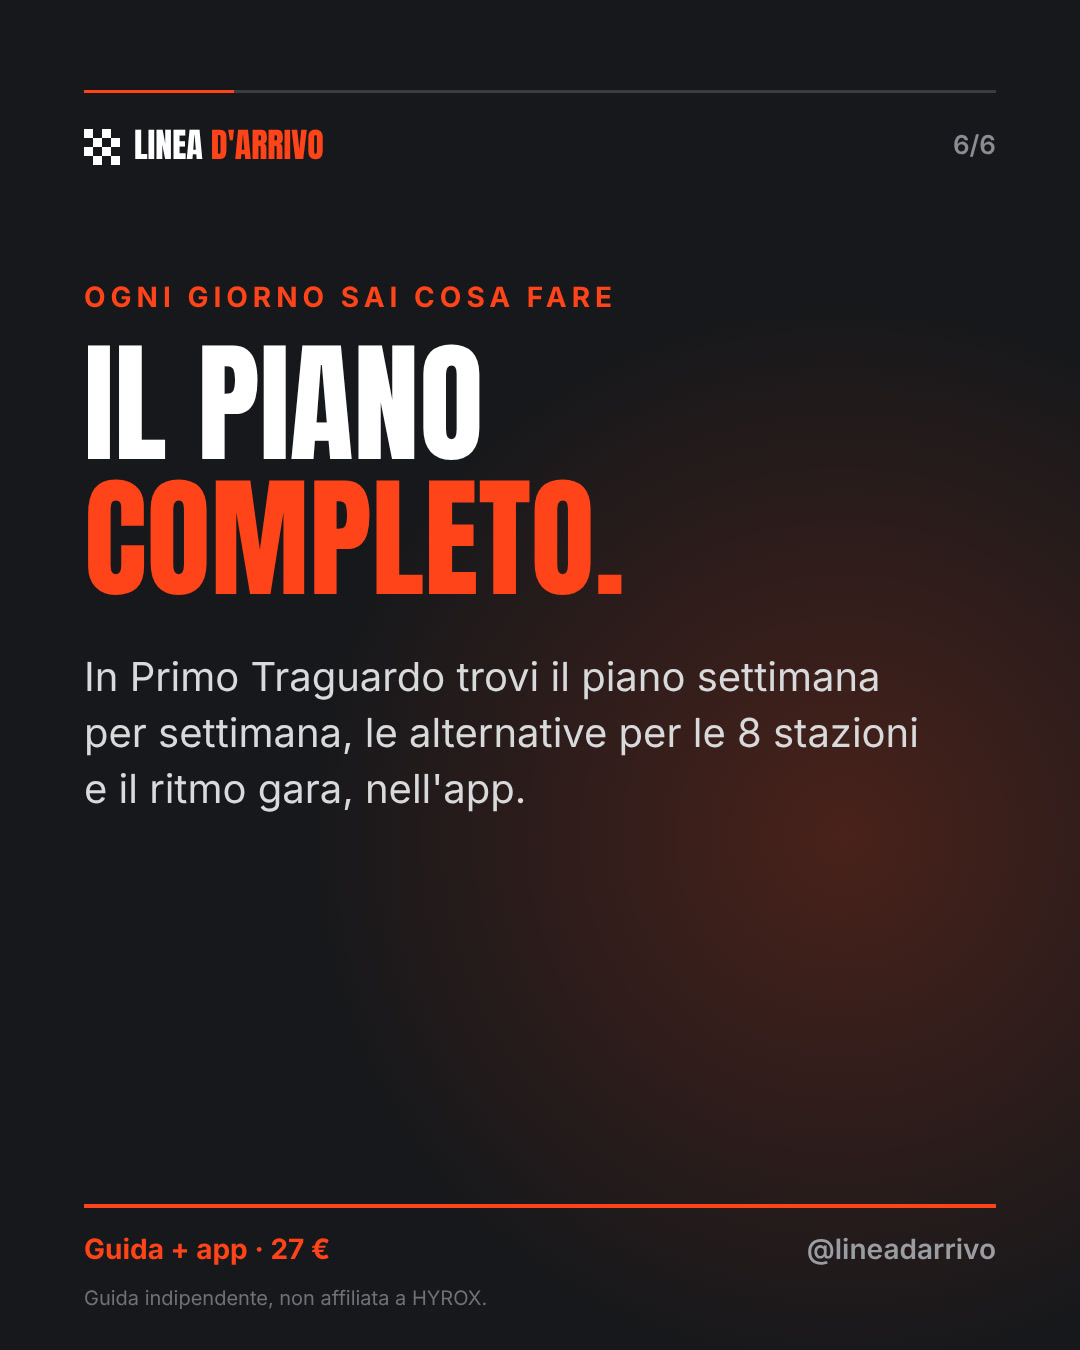 LINEA D'ARRIVO
6/6
OGNI GIORNO SAI COSA FARE
IL PIANO
COMPLETO.
In Primo Traguardo trovi il piano settimana
per settimana, le alternative per le 8 stazioni
e il ritmo gara, nell'app.
Guida + app · 27 €
@lineadarrivo
Guida indipendente, non affiliata a HYROX.